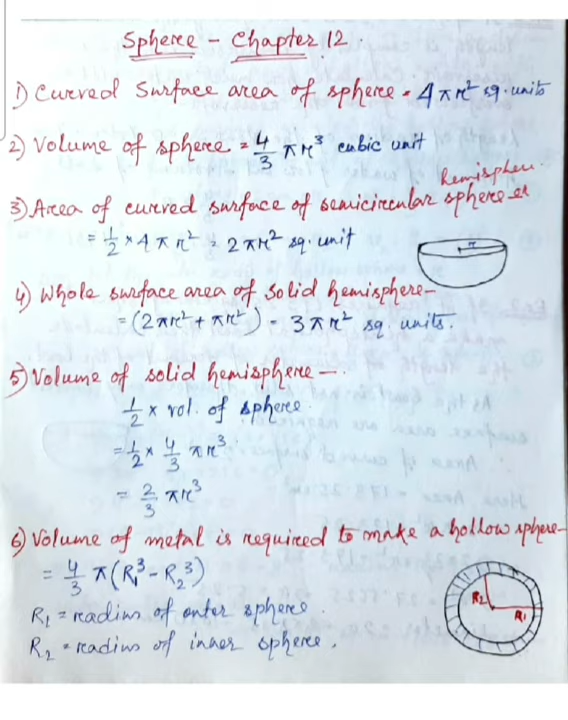 Sphere - Chapter 12.
1) Curved Surface area of sphere = 4πr² sq. units
2) Volume of sphere = 4/3 πr³ cubic unit
hemisphere.
3) Area of curved surface of semicircular sphere or
= 1/2 × 4πr² = 2πr² sq. unit
r
4) Whole surface area of solid hemisphere-
= (2πr² + πr²) = 3πr² sq. units.
5) Volume of solid hemisphere -.
1/2 × vol. of sphere.
= 1/2 × 4/3 πr³
= 2/3 πr³
6) Volume of metal is required to make a hollow sphere-
= 4/3 π(R₁³ - R₂³)
R₁ = radius of outer sphere.
R₂ = radius of inner sphere.
R₂
R₁